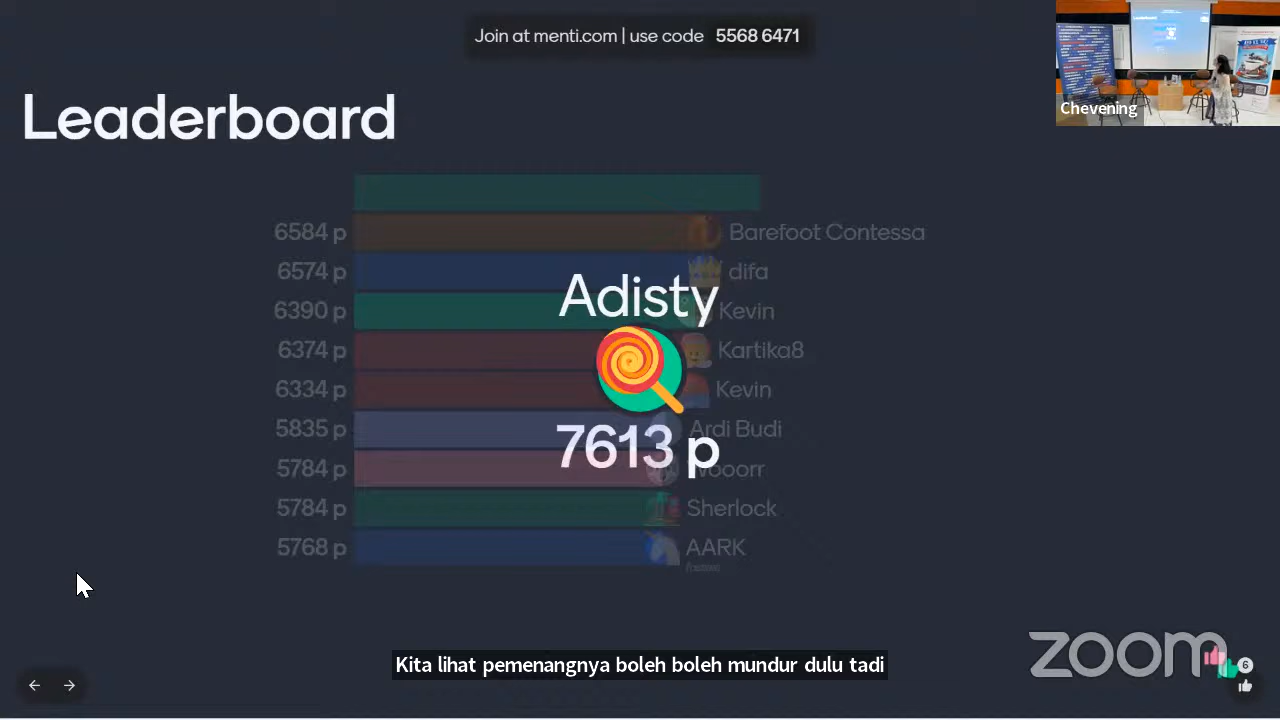 Join at menti.com | use code 5568 6471
Chevening
Leaderboard
6584 p Barefoot Contessa
6574 p difa
Adisty
6390 p Kevin
6374 p Kartika8
6334 p Kevin
5835 p Ardi Budi
7613 p
5784 p
5784 p Sherlock
5768 p AARK
Kita lihat pemenangnya boleh boleh mundur dulu tadi
zoom
6